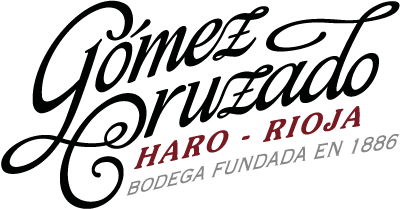 Gómez
Cruzado
HARO - RIOJA
BODEGA FUNDADA EN 1886